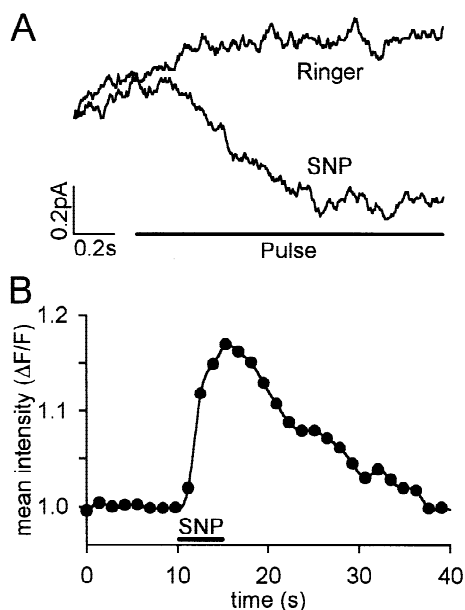 A
Ringer
SNP
0.2pA
0.2s
Pulse
B
mean intensity (ΔF/F)
1.2
1.1
1.0
SNP
0 10 20 30 40
time (s)